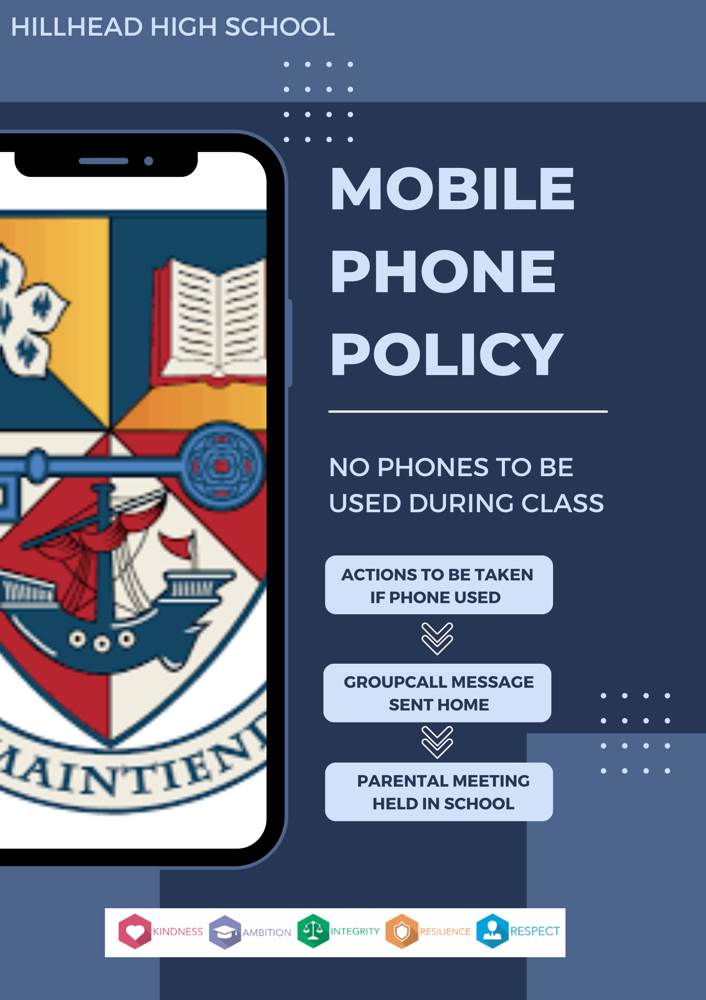 HILLHEAD HIGH SCHOOL
MOBILE
PHONE
POLICY
NO PHONES TO BE
USED DURING CLASS
ACTIONS TO BE TAKEN
IF PHONE USED
GROUPCALL MESSAGE
SENT HOME
PARENTAL MEETING
HELD IN SCHOOL
MAINTIEN
KINDNESS AMBITION INTEGRITY RESILIENCE RESPECT